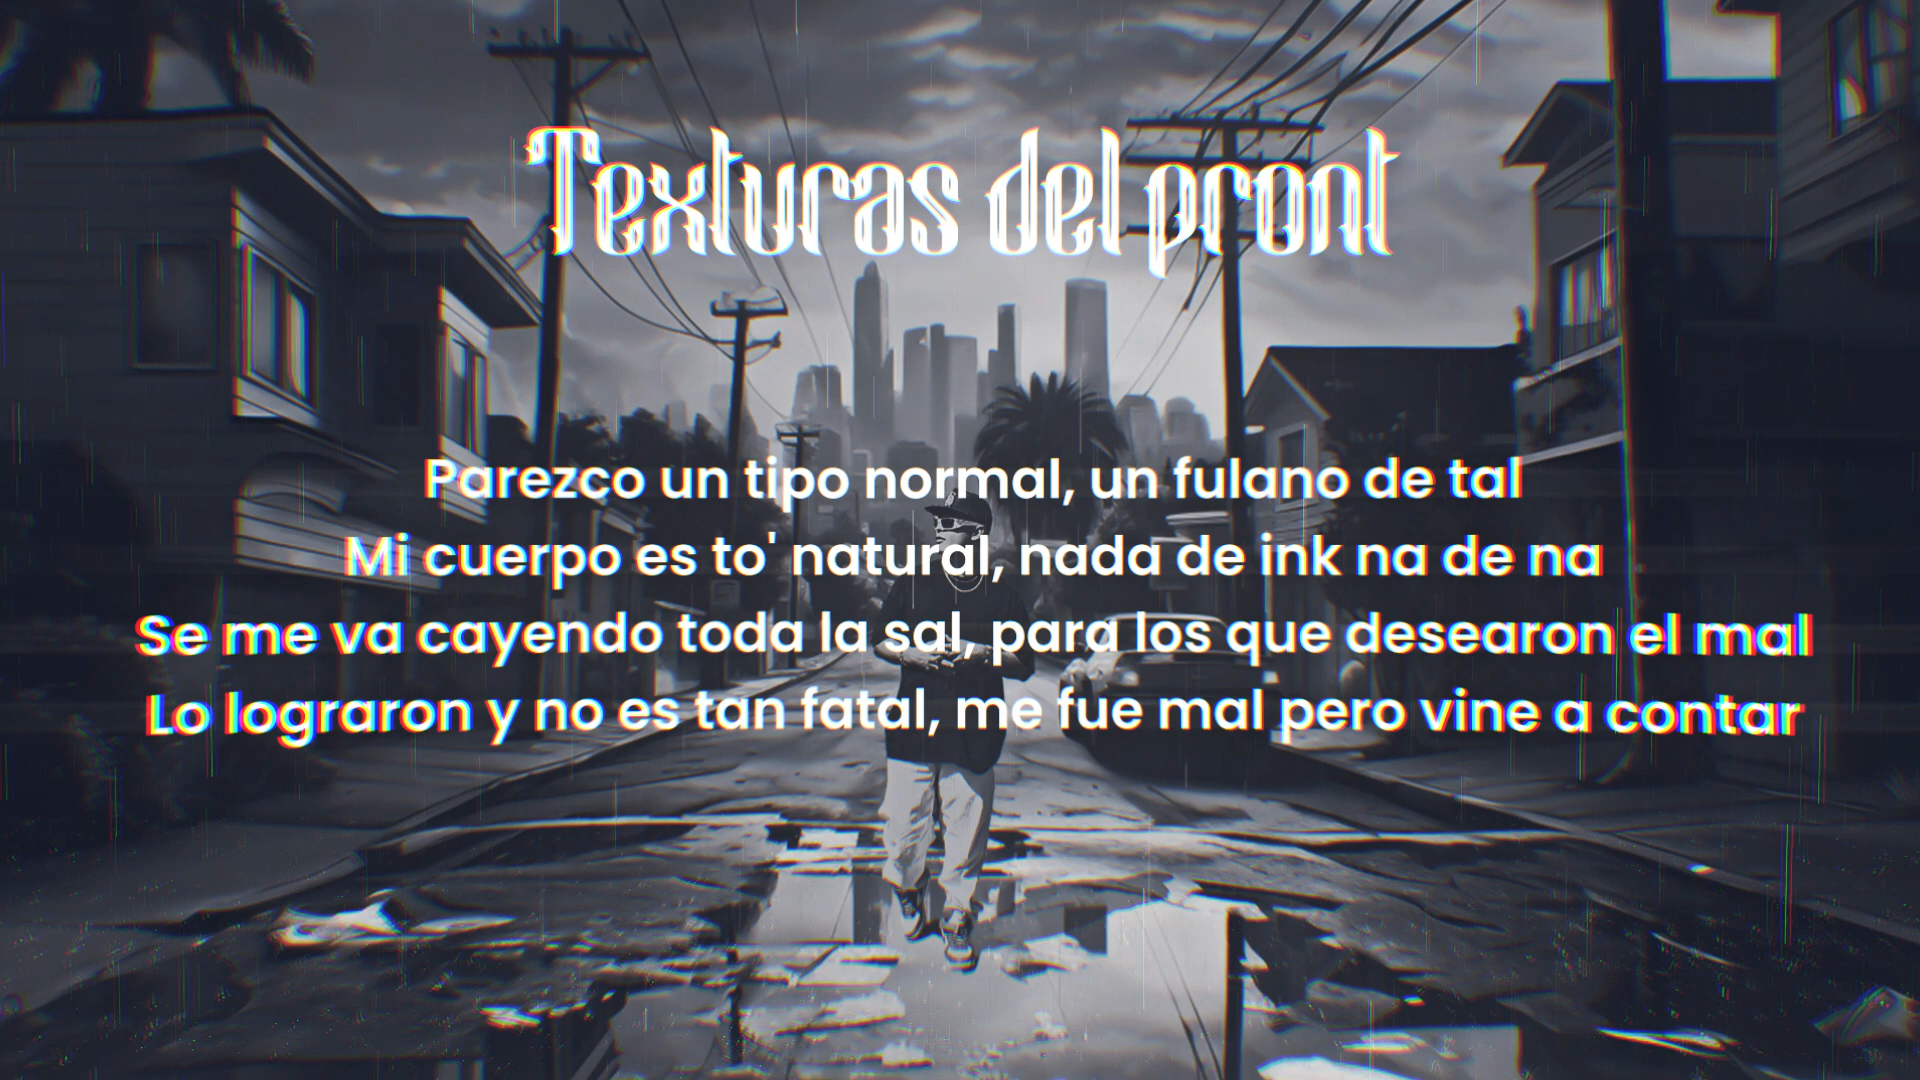 Texturas del pront
Parezco un tipo normal, un fulano de tal
Mi cuerpo es to' natural, nada de ink na de na
Se me va cayendo toda la sal, para los que desearon el mal
Lo lograron y no es tan fatal, me fue mal pero vine a contar